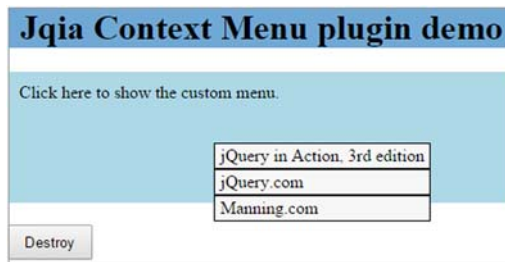 Jqia Context Menu plugin demo
Click here to show the custom menu.
jQuery in Action, 3rd edition
jQuery.com
Manning.com
Destroy